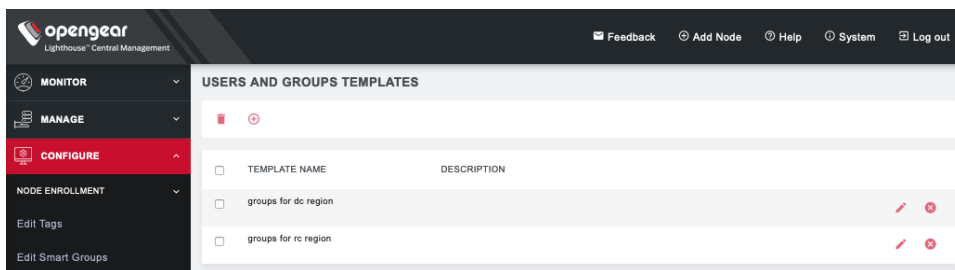 opengear
Lighthouse™ Central Management
Feedback
Add Node
Help
System
Log out
MONITOR
MANAGE
CONFIGURE
NODE ENROLLMENT
Edit Tags
Edit Smart Groups
USERS AND GROUPS TEMPLATES
TEMPLATE NAME DESCRIPTION
groups for dc region
groups for rc region